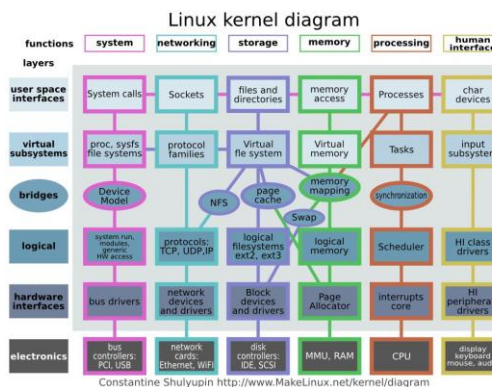 Linux kernel diagram
functions
system
networking
storage
memory
processing
human
interface
layers
user space
interfaces
System calls
Sockets
files and
directories
memory
access
Processes
char
devices
virtual
subsystems
proc, sysfs
file systems
protocol
families
Virtual
file system
Virtual
memory
Tasks
input
subsystem
bridges
Device
Model
NFS
page
cache
memory
mapping
synchronization
Swap
logical
system run,
modules,
generic
HW access
protocols:
TCP, UDP,IP
logical
filesystems
ext2, ext3
logical
memory
Scheduler
HI class
drivers
hardware
interfaces
bus drivers
network
devices
and drivers
Block
devices and
drivers
Page
Allocator
interrupts
core
HI
peripheral
drivers
electronics
bus
controllers:
PCI, USB
network
cards:
Ethernet, WiFi
disk
controllers:
IDE, SCSI
MMU, RAM
CPU
display
keyboard
mouse,
Constantine Shulyupin http://www.MakeLinux.net/kernel/diagram